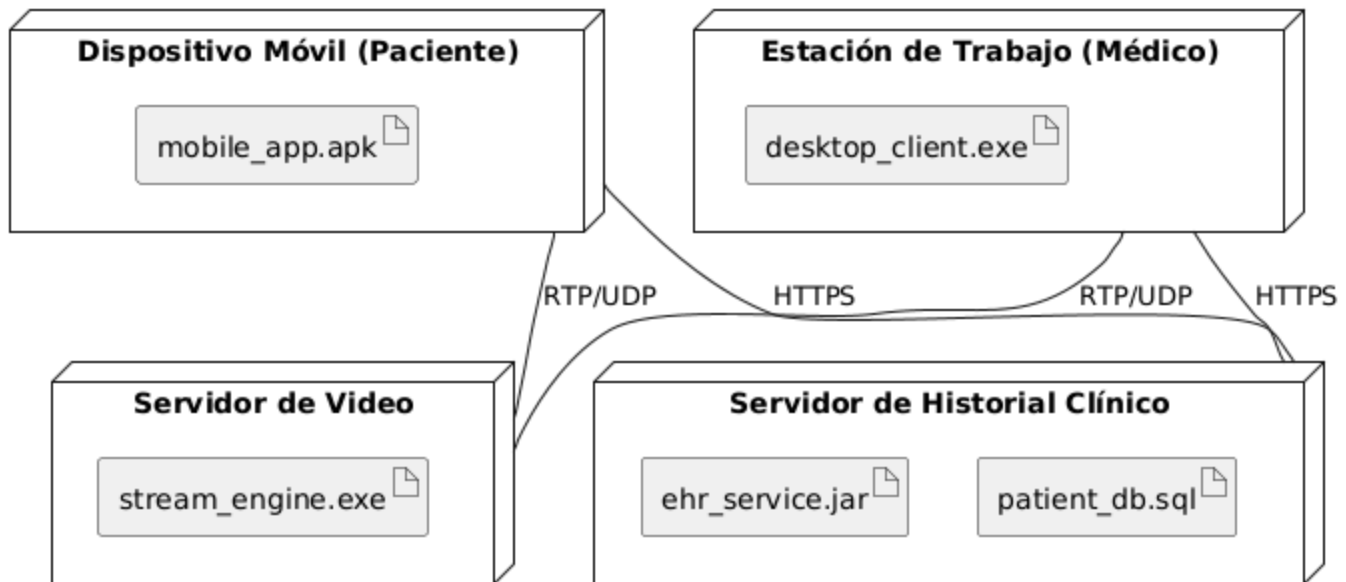 Dispositivo Móvil (Paciente)
Estación de Trabajo (Médico)
mobile_app.apk
desktop_client.exe
RTP/UDP
HTTPS
RTP/UDP
HTTPS
Servidor de Video
Servidor de Historial Clínico
stream_engine.exe
ehr_service.jar
patient_db.sql